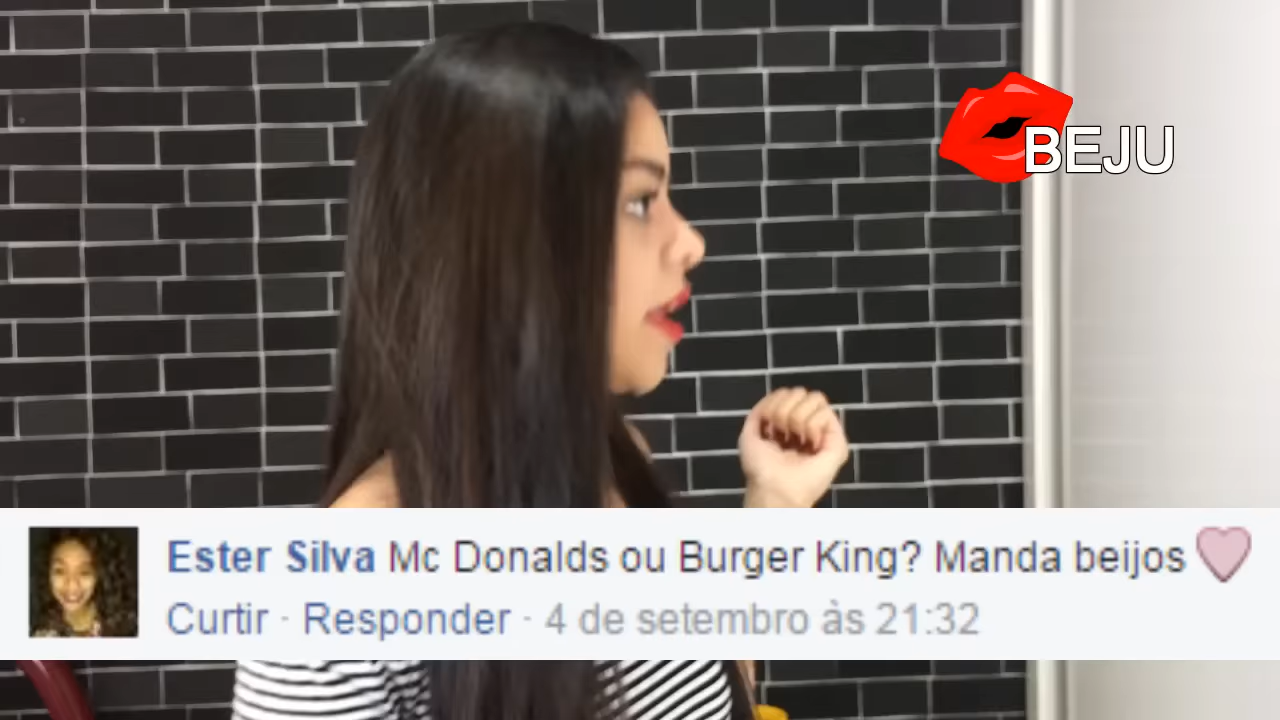 BEJU
Ester Silva Mc Donalds ou Burger King? Manda beijos
Curtir · Responder · 4 de setembro às 21:32